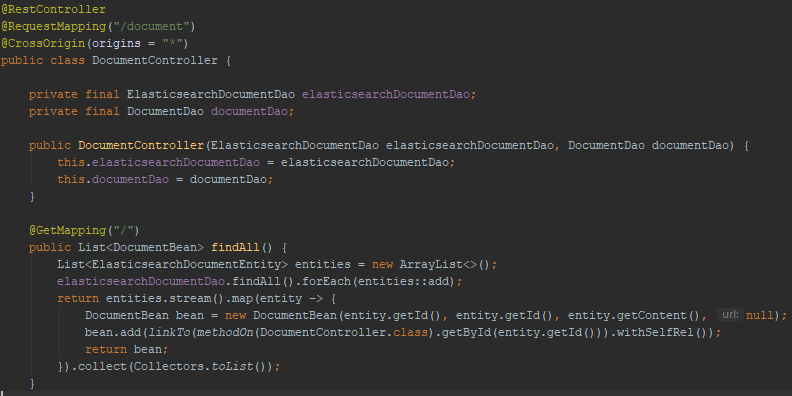 @RestController
@RequestMapping("/document")
@CrossOrigin(origins = "*")
public class DocumentController {
private final ElasticsearchDocumentDao elasticsearchDocumentDao;
private final DocumentDao documentDao;
public DocumentController(ElasticsearchDocumentDao elasticsearchDocumentDao, DocumentDao documentDao) {
this.elasticsearchDocumentDao = elasticsearchDocumentDao;
this.documentDao = documentDao;
}
@GetMapping("/")
public List<DocumentBean> findAll() {
List<ElasticsearchDocumentEntity> entities = new ArrayList<>();
elasticsearchDocumentDao.findAll().forEach(entities::add);
return entities.stream().map(entity -> {
DocumentBean bean = new DocumentBean(entity.getId(), entity.getId(), entity.getContent(), url: null);
bean.add(linkTo(methodOn(DocumentController.class).getById(entity.getId())).withSelfRel());
return bean;
}).collect(Collectors.toList());
}